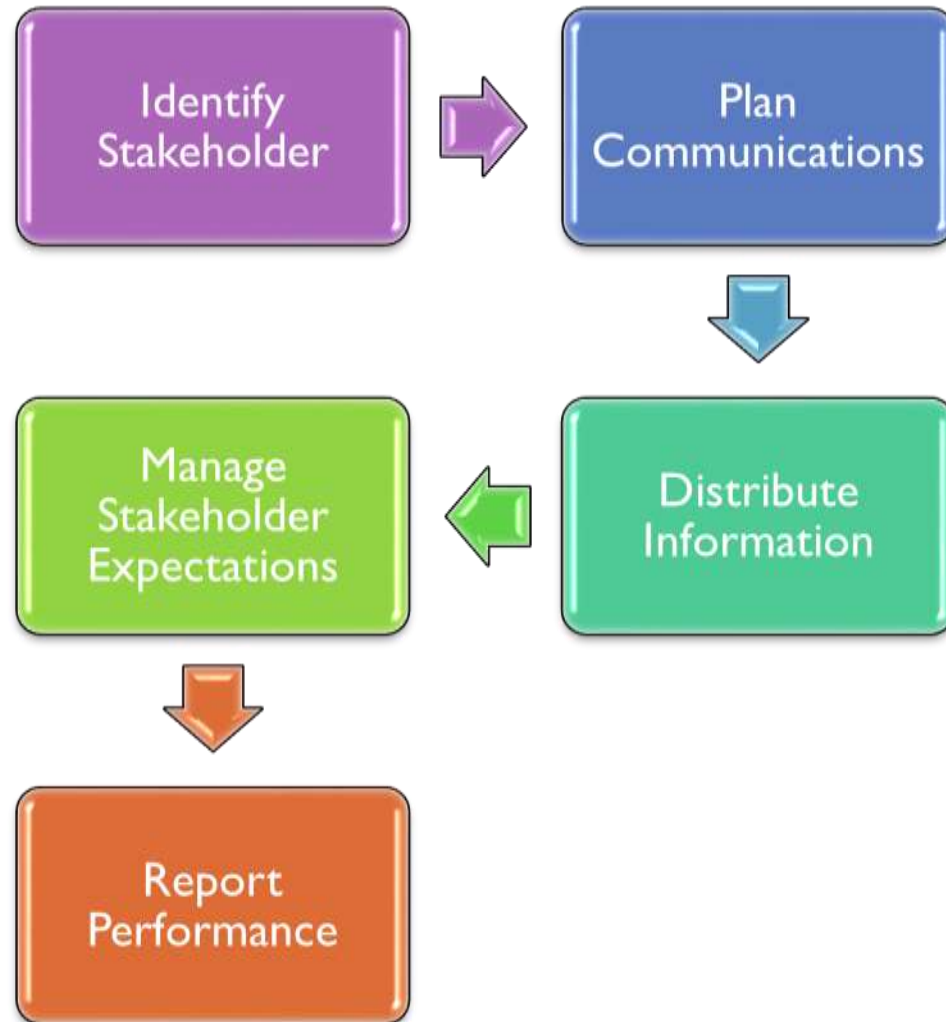 Identify
Stakeholder
Plan
Communications
Distribute
Information
Manage
Stakeholder
Expectations
Report
Performance